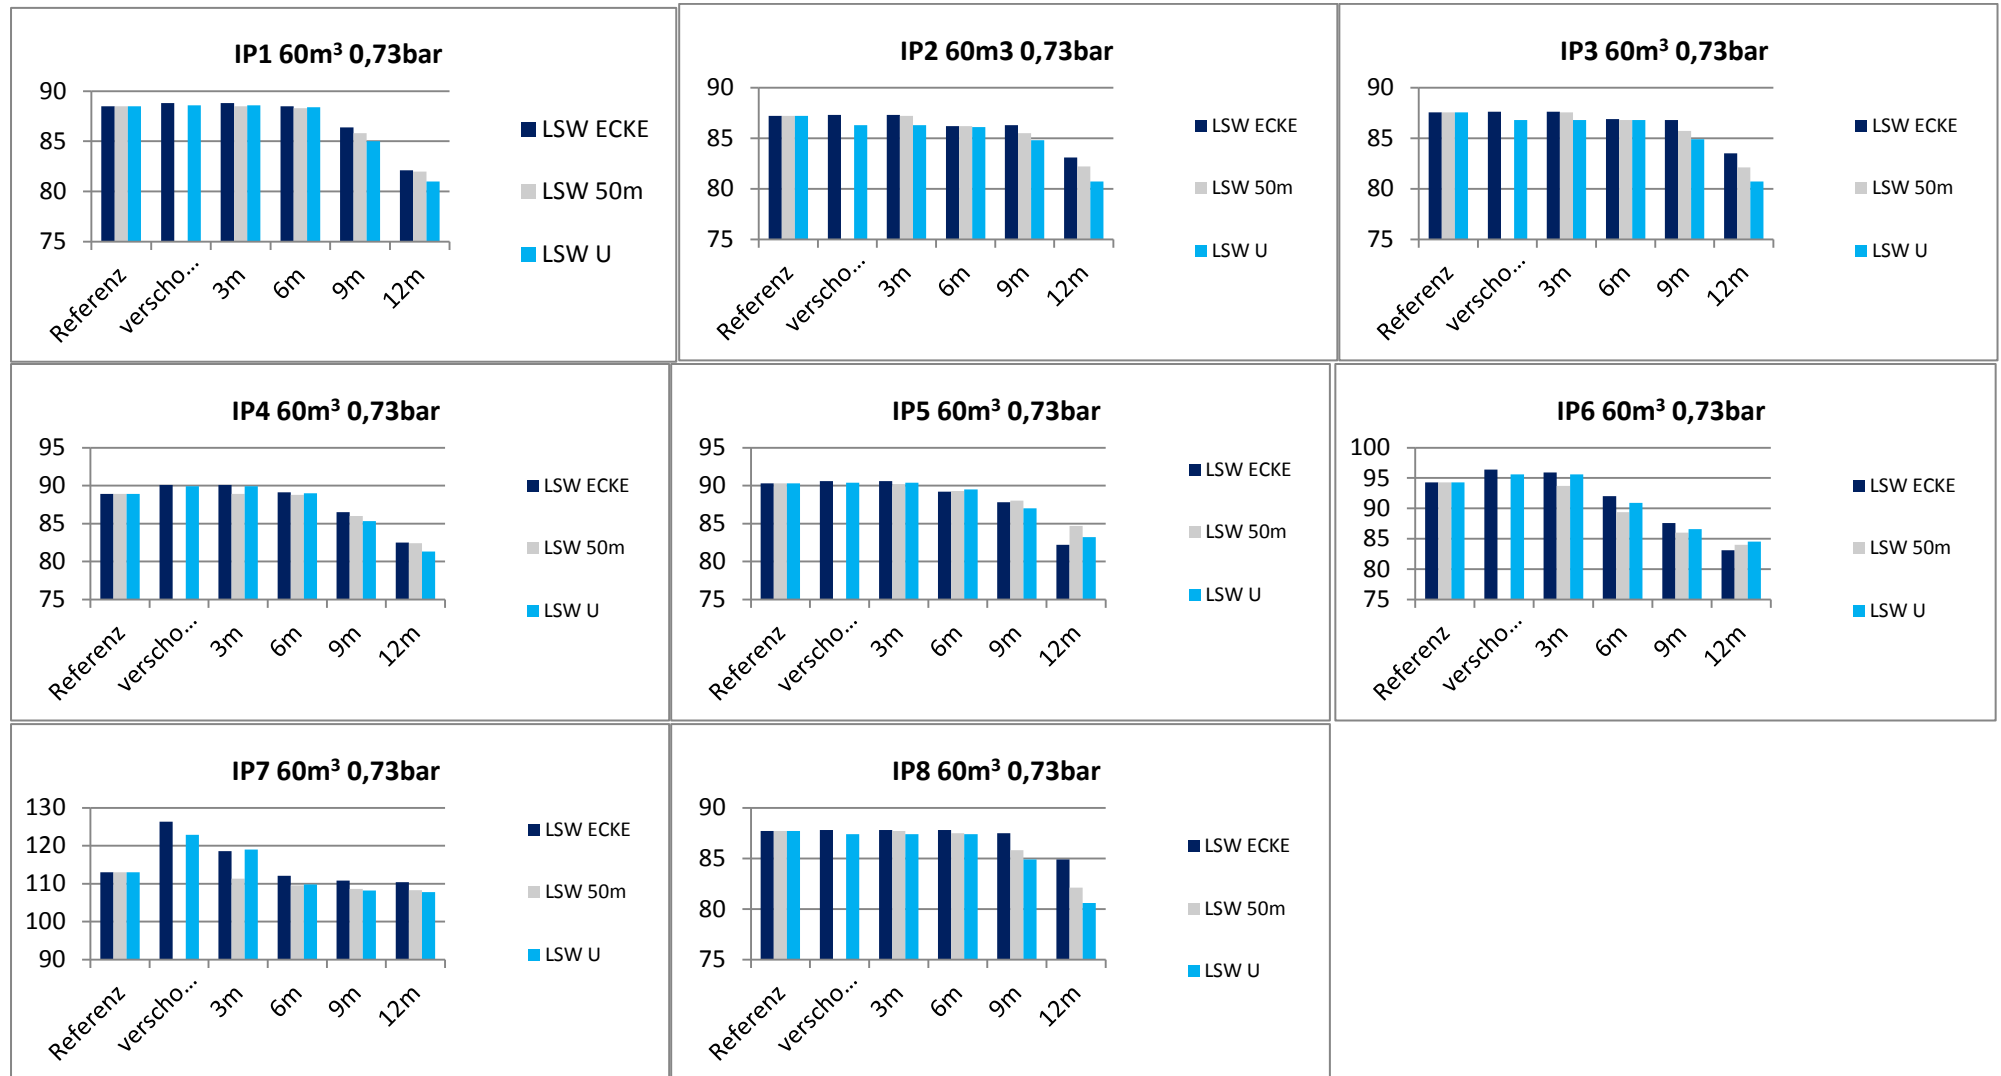 IP1 60m³ 0,73bar
90
85
80
75
Referenz
verscho...
3m
6m
9m
12m
LSW ECKE
LSW 50m
LSW U
IP2 60m3 0,73bar
90
85
80
75
Referenz
verscho...
3m
6m
9m
12m
LSW ECKE
LSW 50m
LSW U
IP3 60m³ 0,73bar
90
85
80
75
Referenz
verscho...
3m
6m
9m
12m
LSW ECKE
LSW 50m
LSW U
IP4 60m³ 0,73bar
95
90
85
80
75
Referenz
verscho...
3m
6m
9m
12m
LSW ECKE
LSW 50m
LSW U
IP5 60m³ 0,73bar
95
90
85
80
75
Referenz
verscho...
3m
6m
9m
12m
LSW ECKE
LSW 50m
LSW U
IP6 60m³ 0,73bar
100
95
90
85
80
75
Referenz
verscho...
3m
6m
9m
12m
LSW ECKE
LSW 50m
LSW U
IP7 60m³ 0,73bar
130
120
110
100
90
Referenz
verscho...
3m
6m
9m
12m
LSW ECKE
LSW 50m
LSW U
IP8 60m³ 0,73bar
90
85
80
75
Referenz
verscho...
3m
6m
9m
12m
LSW ECKE
LSW 50m
LSW U